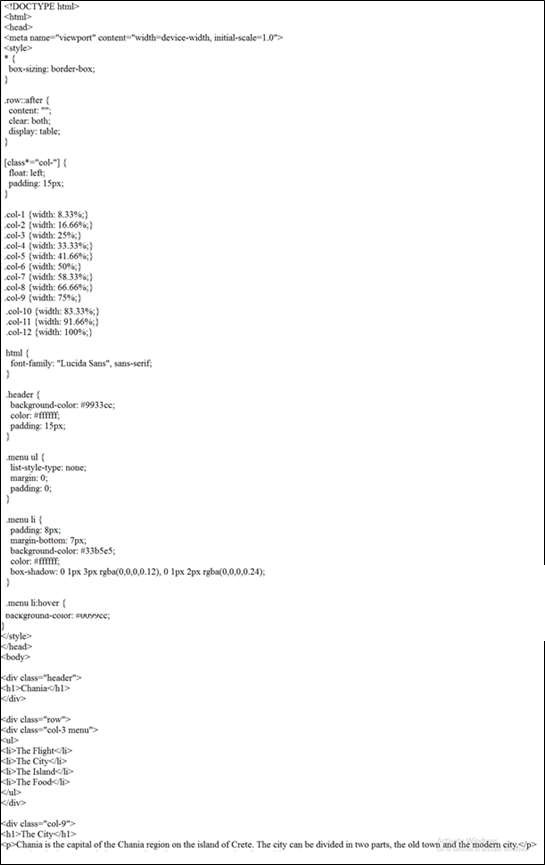 <!DOCTYPE html>
<html>
<head>
<meta name="viewport" content="width=device-width, initial-scale=1.0">
<style>
* {
box-sizing: border-box;
}
.row::after {
content: "";
clear: both;
display: table;
}
[class*="col-"] {
float: left;
padding: 15px;
}
.col-1 {width: 8.33%;}
.col-2 {width: 16.66%;}
.col-3 {width: 25%;}
.col-4 {width: 33.33%;}
.col-5 {width: 41.66%;}
.col-6 {width: 50%;}
.col-7 {width: 58.33%;}
.col-8 {width: 66.66%;}
.col-9 {width: 75%;}
.col-10 {width: 83.33%;}
.col-11 {width: 91.66%;}
.col-12 {width: 100%;}
html {
font-family: "Lucida Sans", sans-serif;
}
.header {
background-color: #9933cc;
color: #ffffff;
padding: 15px;
}
.menu ul {
list-style-type: none;
margin: 0;
padding: 0;
}
.menu li {
padding: 8px;
margin-bottom: 7px;
background-color: #33b5e5;
color: #ffffff;
box-shadow: 0 1px 3px rgba(0,0,0,0.12), 0 1px 2px rgba(0,0,0,0.24);
}
.menu li:hover {
background-color: #0099cc;
}
</style>
</head>
<body>
<div class="header">
<h1>Chania</h1>
</div>
<div class="row">
<div class="col-3 menu">
<ul>
<li>The Flight</li>
<li>The City</li>
<li>The Island</li>
<li>The Food</li>
</ul>
</div>
<div class="col-9">
<h1>The City</h1>
<p>Chania is the capital of the Chania region on the island of Crete. The city can be divided in two parts, the old town and the modern city.</p>